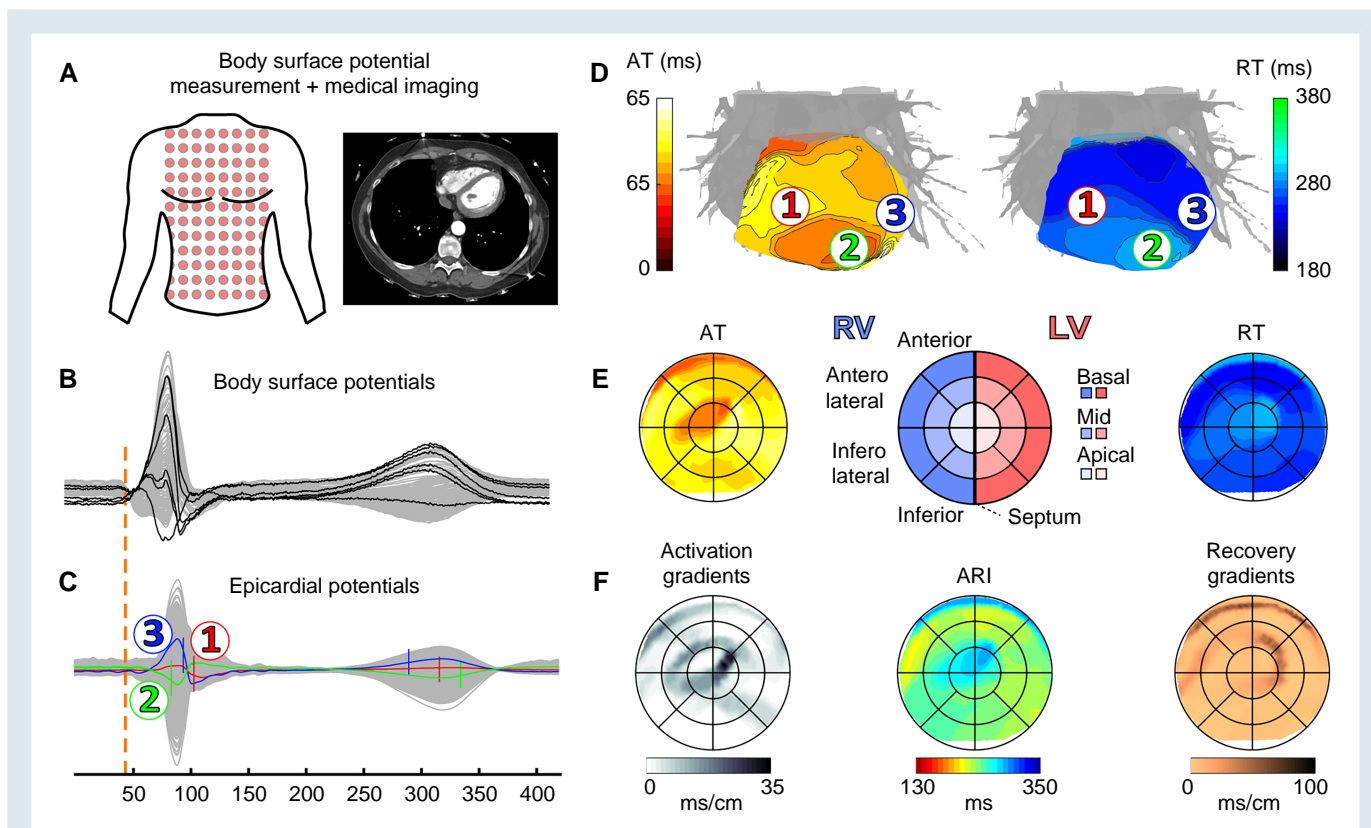 A
Body surface potential
measurement + medical imaging
B
Body surface potentials
C
Epicardial potentials
3
1
2
50 100 150 200 250 300 350 400
D
AT (ms)
65
65
0
1
3
2
RT (ms)
380
280
180
1
3
2
E
AT
RV
LV
Anterior
Antero
lateral
Infero
lateral
Inferior
Septum
Basal
Mid
Apical
RT
F
Activation
gradients
0 35
ms/cm
ARI
130 350
ms
Recovery
gradients
0 100
ms/cm